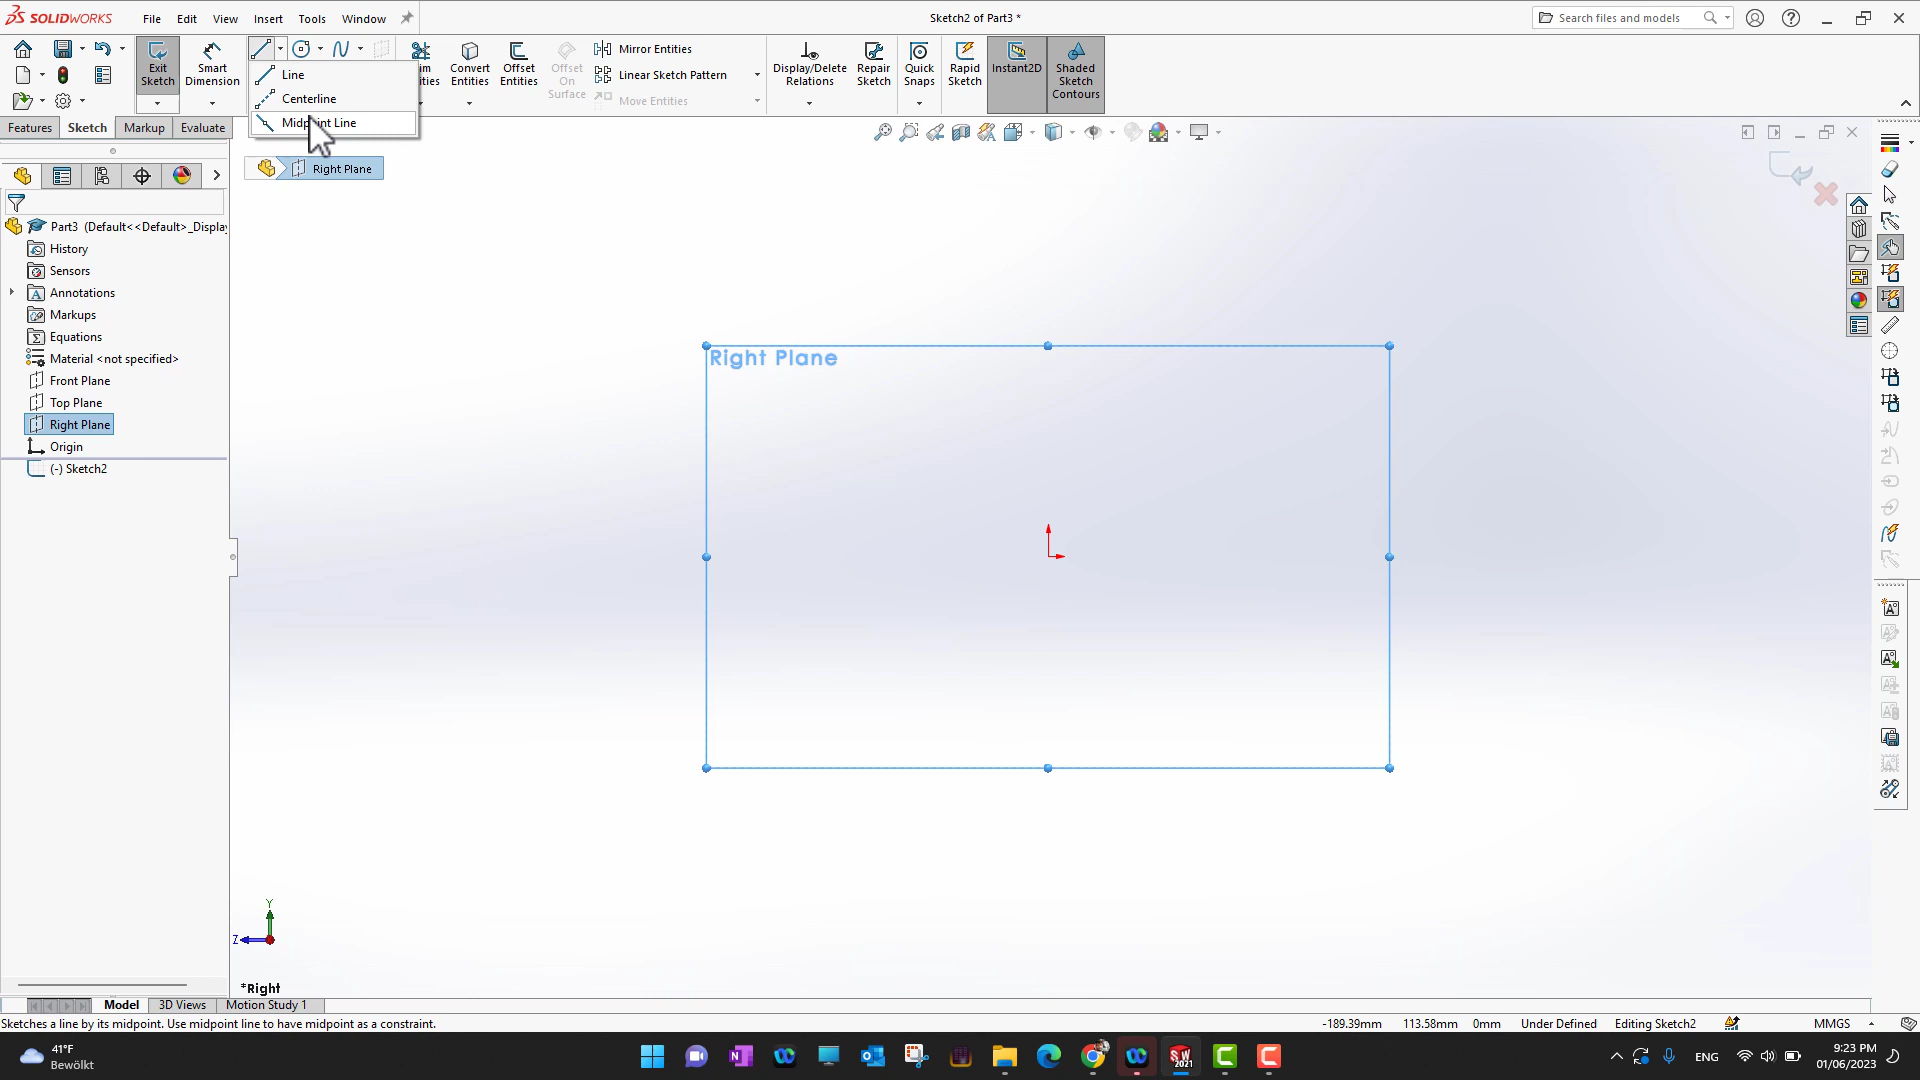 SOLIDWORKS File Edit View Insert Tools Window Sketch2 of Part3 * Search files and models
Exit Sketch
Smart Dimension
Convert Entities
Offset Entities
Offset On Surface
Mirror Entities
Linear Sketch Pattern
Move Entities
Display/Delete Relations
Repair Sketch
Quick Snaps
Rapid Sketch
Instant2D
Shaded Sketch Contours
Line
Centerline
Midpoint Line
Features Sketch Markup Evaluate
Right Plane
Part3 (Default<<Default>_Display
History
Sensors
Annotations
Markups
Equations
Material <not specified>
Front Plane
Top Plane
Right Plane
Origin
(-) Sketch2
Right Plane
Y
Z
*Right
Model 3D Views Motion Study 1
Sketches a line by its midpoint. Use midpoint line to have midpoint as a constraint. -189.39mm 113.58mm 0mm Under Defined Editing Sketch2 MMGS
41°F
Bewölkt
ENG
9:23 PM
01/06/2023